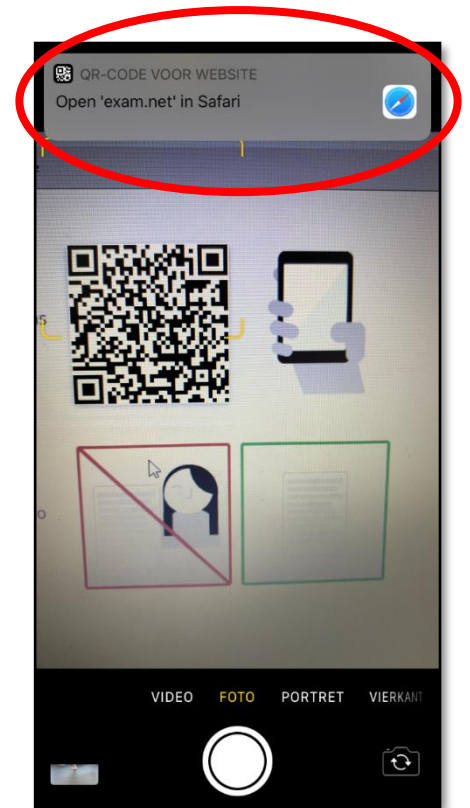 QR-CODE VOOR WEBSITE
Open 'exam.net' in Safari
VIDEO FOTO PORTRET VIERKANT